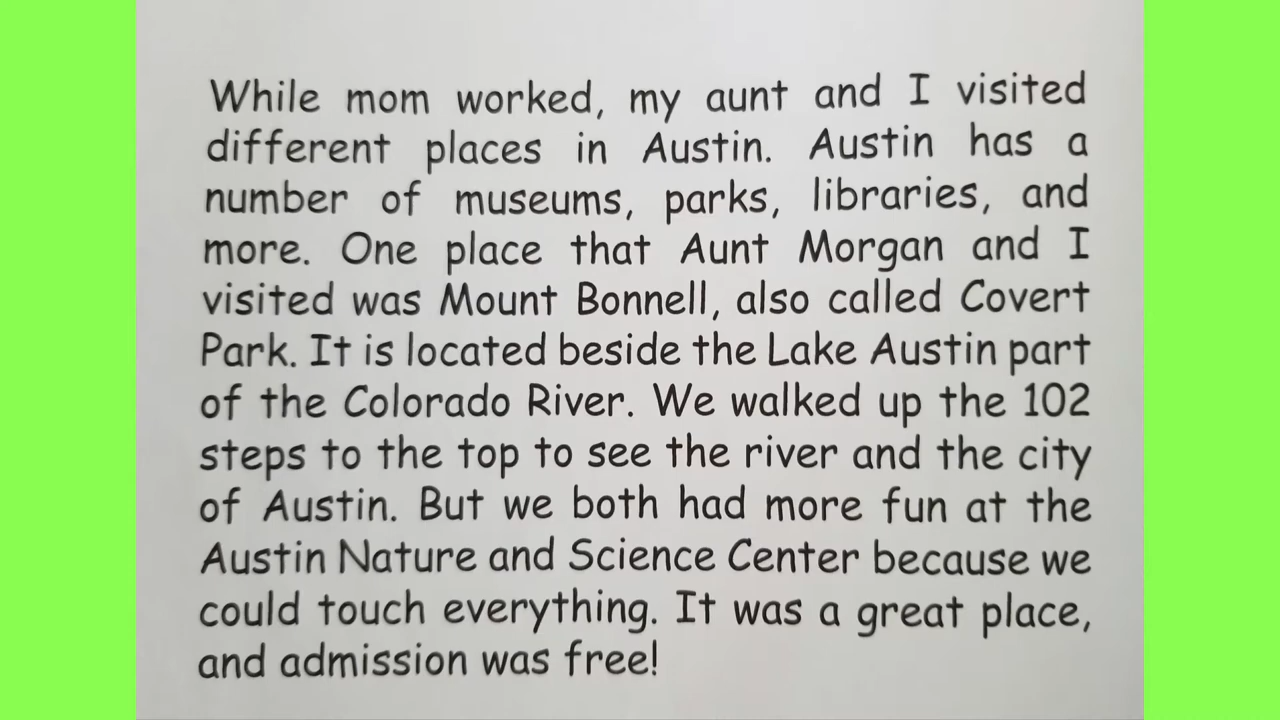 While mom worked, my aunt and I visited
different places in Austin. Austin has a
number of museums, parks, libraries, and
more. One place that Aunt Morgan and I
visited was Mount Bonnell, also called Covert
Park. It is located beside the Lake Austin part
of the Colorado River. We walked up the 102
steps to the top to see the river and the city
of Austin. But we both had more fun at the
Austin Nature and Science Center because we
could touch everything. It was a great place,
and admission was free!